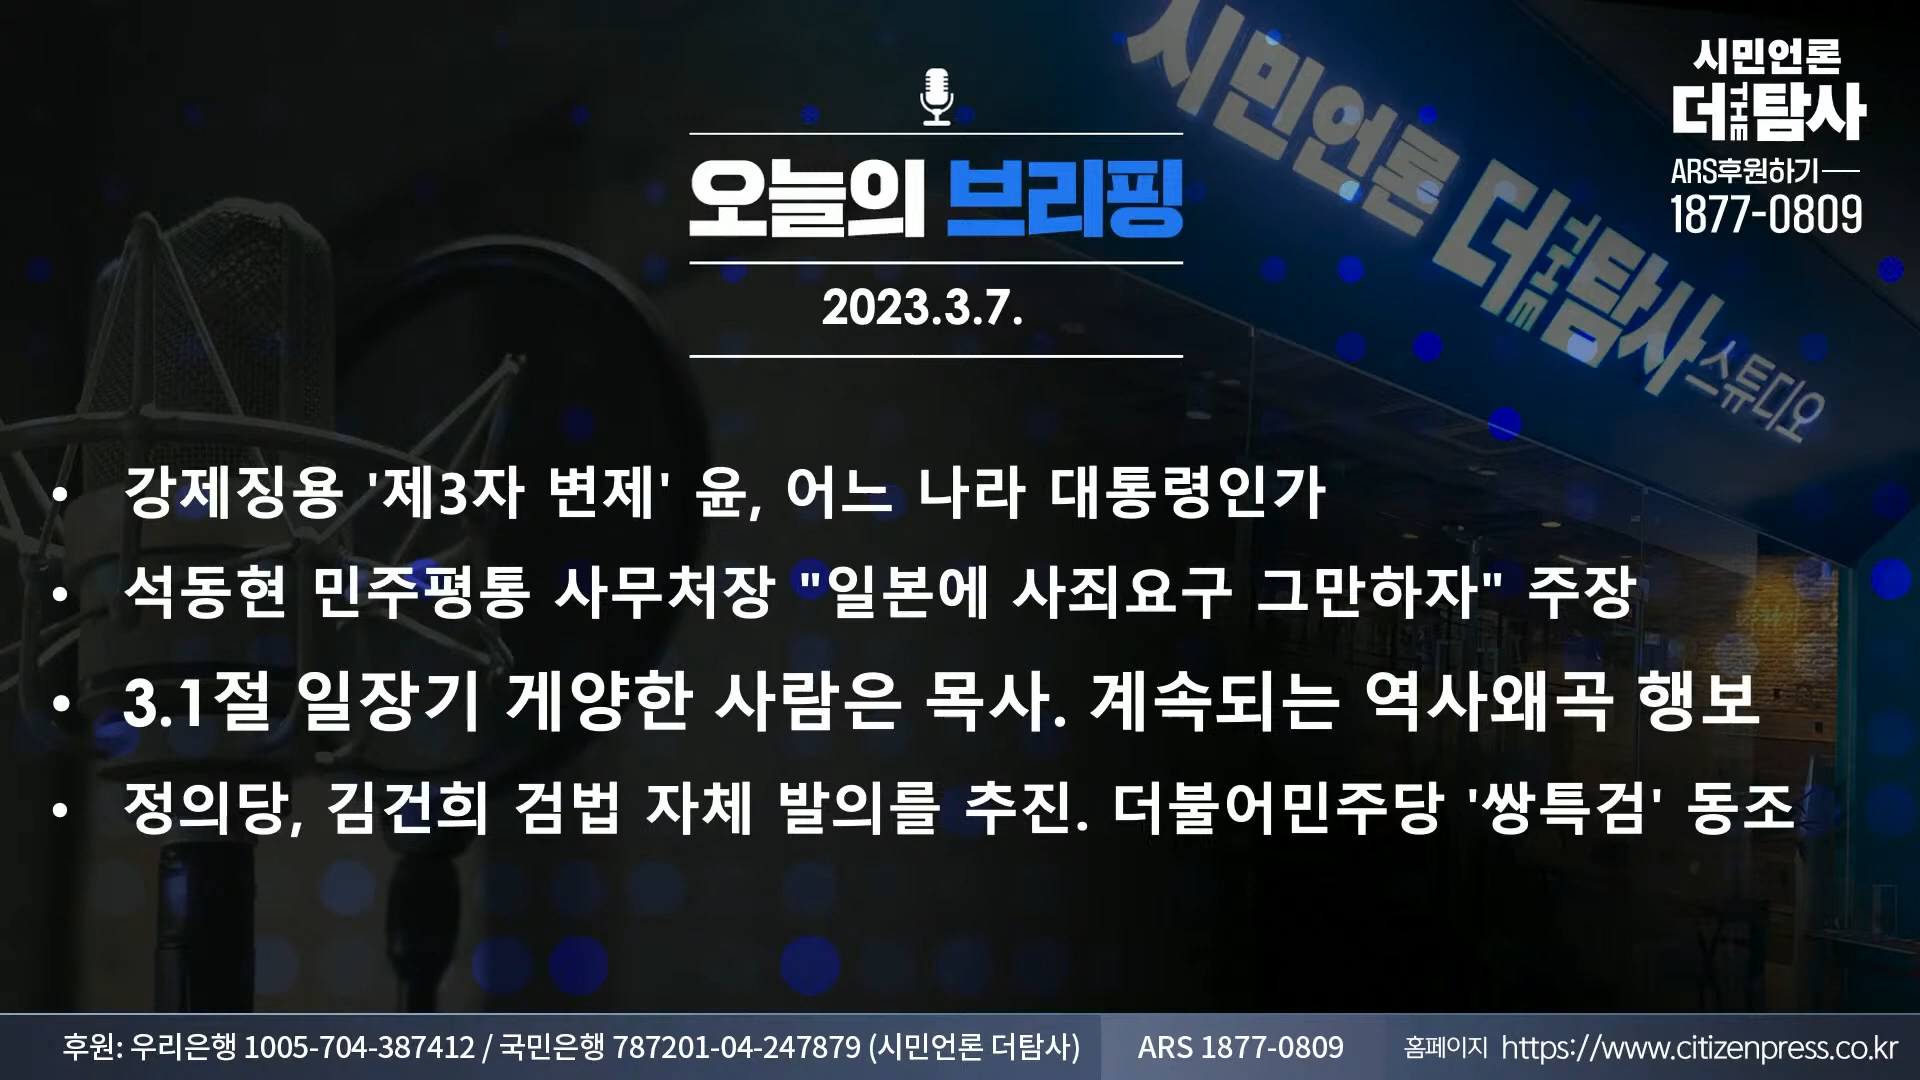 시민언론
더탐사
THE
ARS후원하기
1877-0809
시민언론 더탐사 스튜디오
THE
오늘의 브리핑
2023.3.7.
• 강제징용 '제3자 변제' 윤, 어느 나라 대통령인가
• 석동현 민주평통 사무처장 "일본에 사죄요구 그만하자" 주장
• 3.1절 일장기 게양한 사람은 목사. 계속되는 역사왜곡 행보
• 정의당, 김건희 검법 자체 발의를 추진. 더불어민주당 '쌍특검' 동조
후원: 우리은행 1005-704-387412 / 국민은행 787201-04-247879 (시민언론 더탐사) ARS 1877-0809 홈페이지 https://www.citizenpress.co.kr